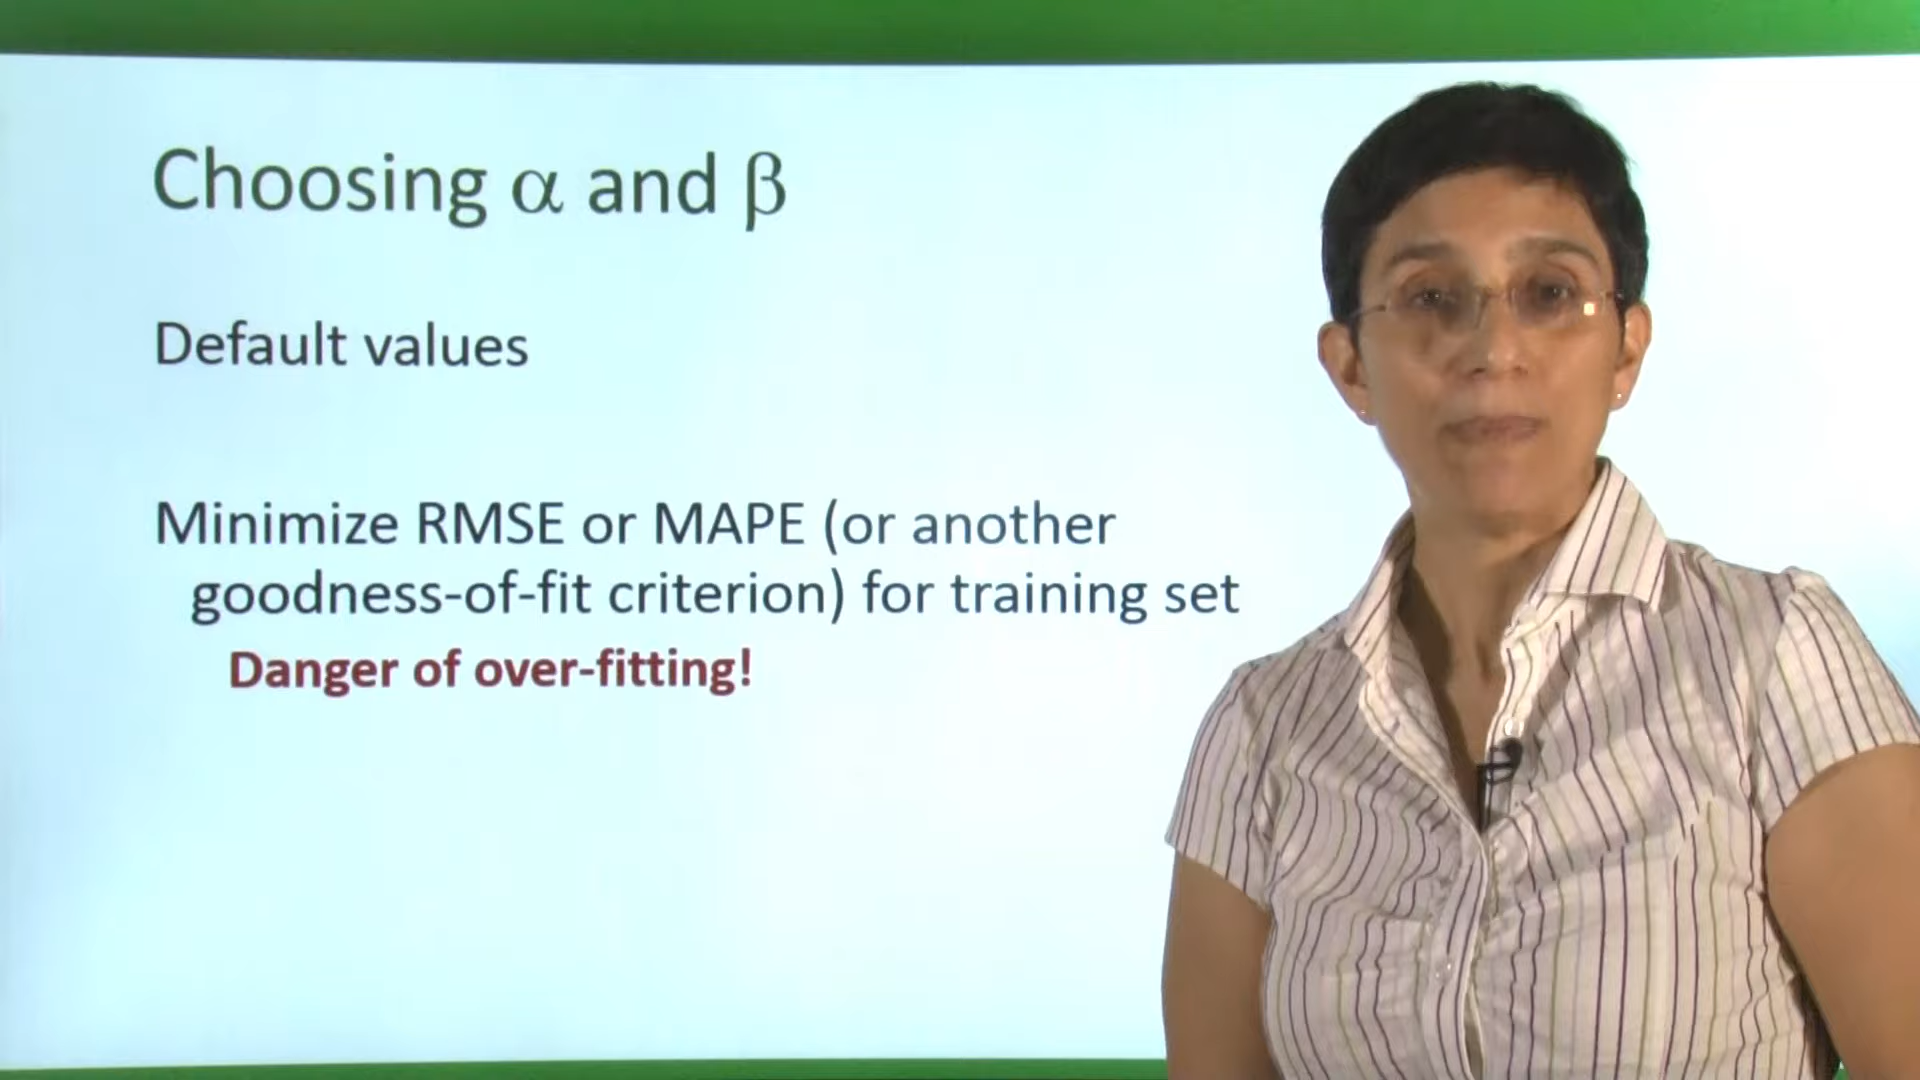 Choosing α and β
Default values
Minimize RMSE or MAPE (or another
goodness-of-fit criterion) for training set
Danger of over-fitting!